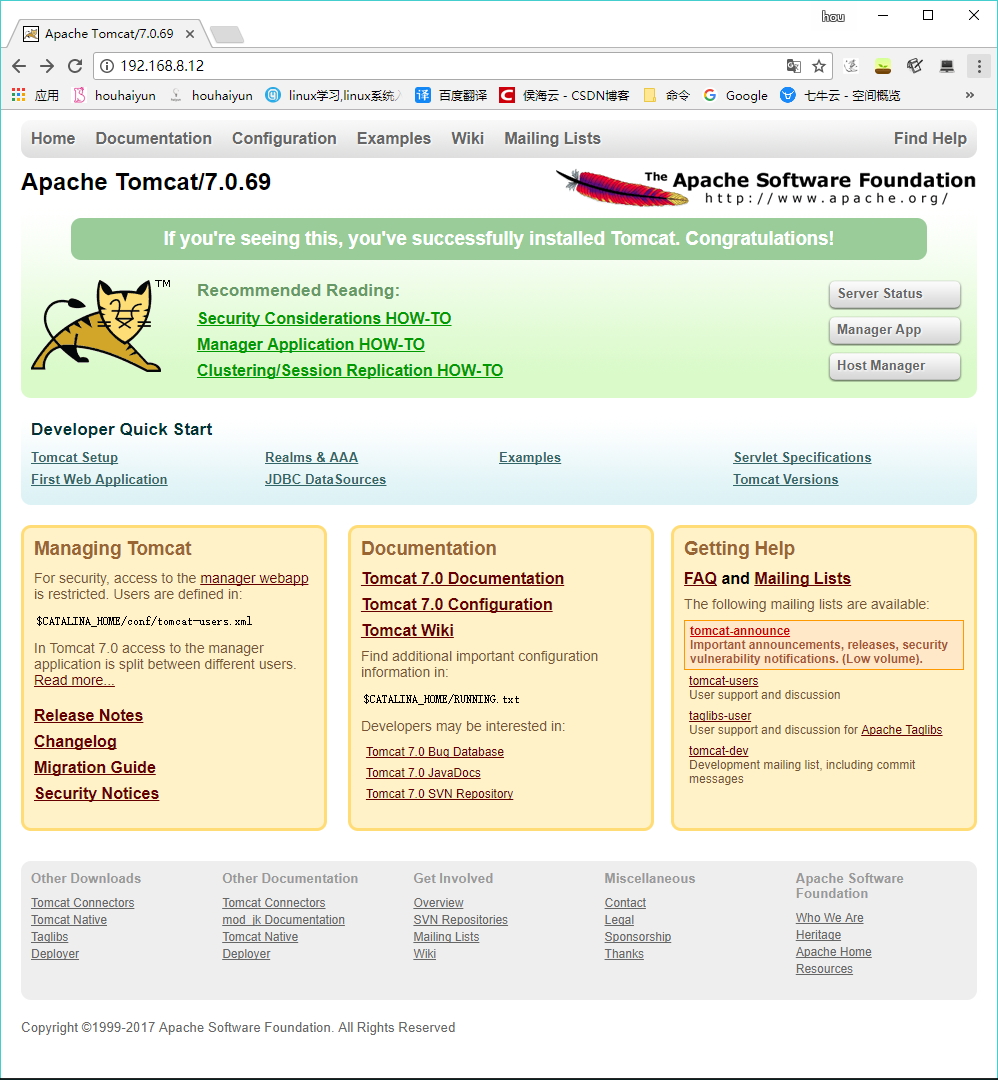 hou
Apache Tomcat/7.0.69
192.168.8.12
应用 houhaiyun houhaiyun linux学习,linux系统 百度翻译 侯海云 - CSDN博客 命令 Google 七牛云 - 空间概览 »
Home Documentation Configuration Examples Wiki Mailing Lists Find Help
Apache Tomcat/7.0.69
The Apache Software Foundation
http://www.apache.org/
If you're seeing this, you've successfully installed Tomcat. Congratulations!
TM
Recommended Reading:
Security Considerations HOW-TO
Manager Application HOW-TO
Clustering/Session Replication HOW-TO
Server Status
Manager App
Host Manager
Developer Quick Start
Tomcat Setup Realms & AAA Examples Servlet Specifications
First Web Application JDBC DataSources Tomcat Versions
Managing Tomcat
For security, access to the manager webapp
is restricted. Users are defined in:
$CATALINA_HOME/conf/tomcat-users.xml
In Tomcat 7.0 access to the manager
application is split between different users.
Read more...
Release Notes
Changelog
Migration Guide
Security Notices
Documentation
Tomcat 7.0 Documentation
Tomcat 7.0 Configuration
Tomcat Wiki
Find additional important configuration
information in:
$CATALINA_HOME/RUNNING.txt
Developers may be interested in:
Tomcat 7.0 Bug Database
Tomcat 7.0 JavaDocs
Tomcat 7.0 SVN Repository
Getting Help
FAQ and Mailing Lists
The following mailing lists are available:
tomcat-announce
Important announcements, releases, security
vulnerability notifications. (Low volume).
tomcat-users
User support and discussion
taglibs-user
User support and discussion for Apache Taglibs
tomcat-dev
Development mailing list, including commit
messages
Other Downloads
Tomcat Connectors
Tomcat Native
Taglibs
Deployer
Other Documentation
Tomcat Connectors
mod_jk Documentation
Tomcat Native
Deployer
Get Involved
Overview
SVN Repositories
Mailing Lists
Wiki
Miscellaneous
Contact
Legal
Sponsorship
Thanks
Apache Software
Foundation
Who We Are
Heritage
Apache Home
Resources
Copyright ©1999-2017 Apache Software Foundation. All Rights Reserved